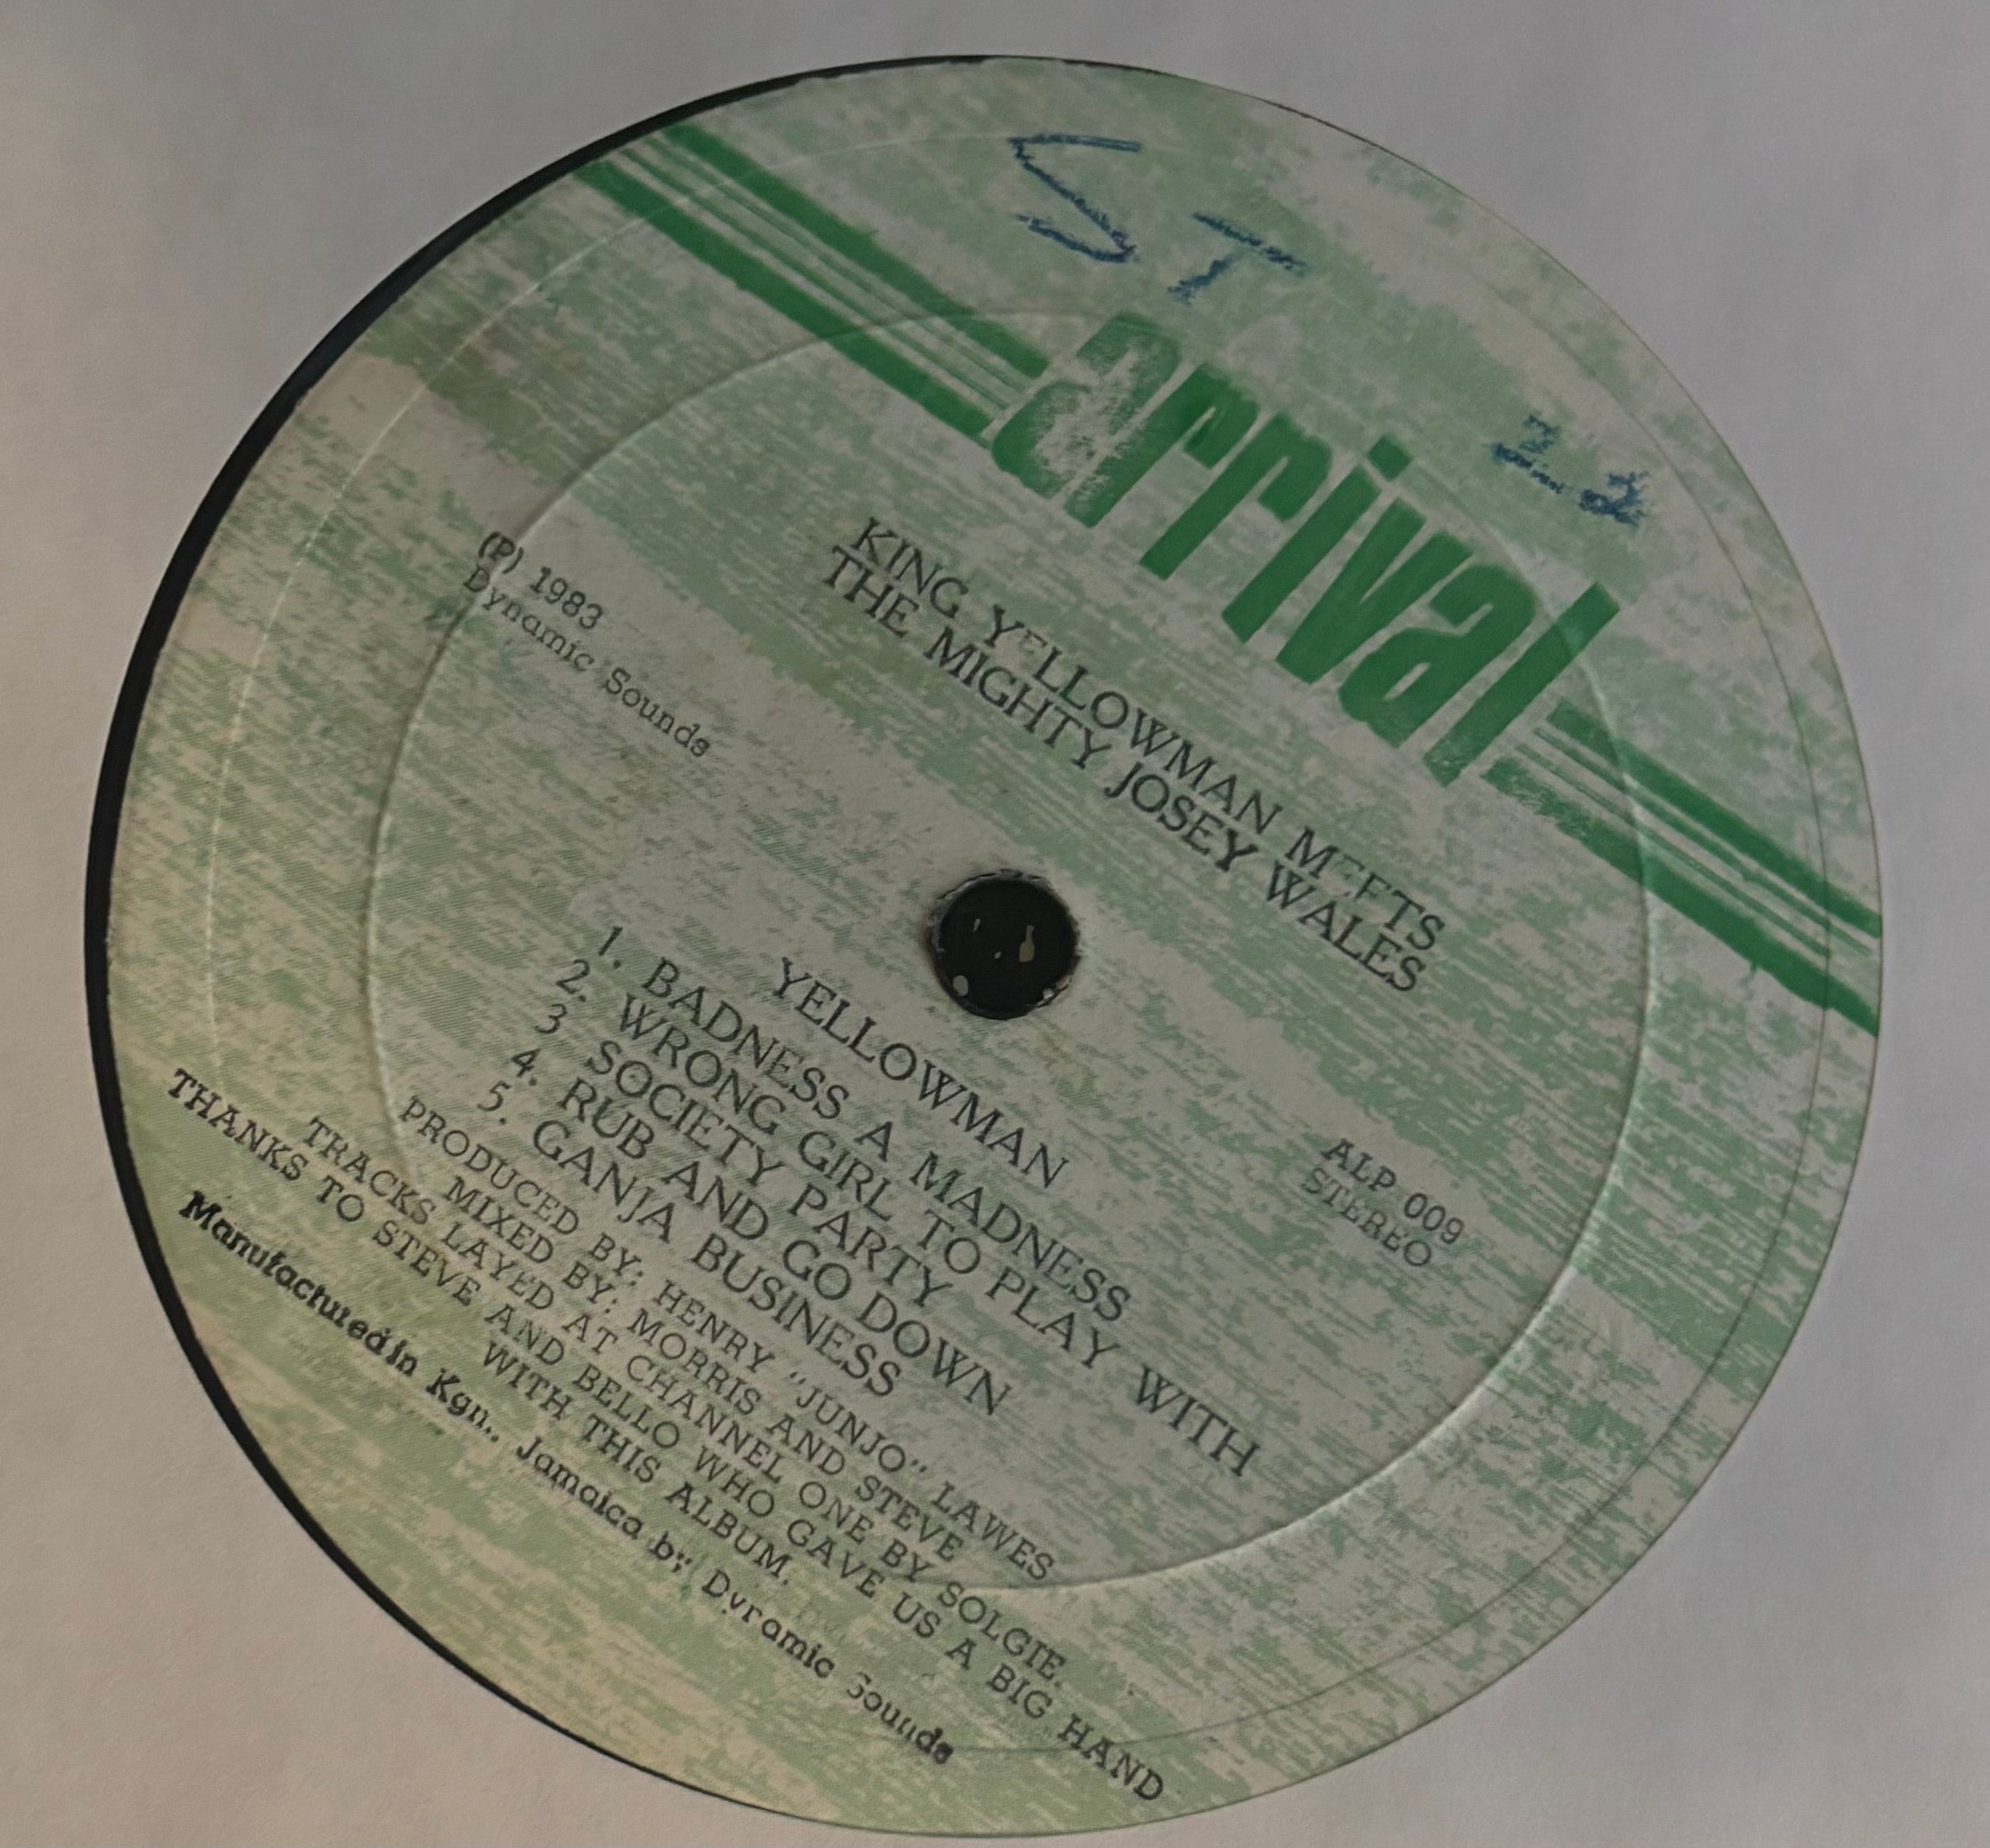 ST
arrival
KING YELLOWMAN MEETS
THE MIGHTY JOSEY WALES
(P) 1983
Dynamic Sounds
ALP 009
STEREO
YELLOWMAN
1. BADNESS A MADNESS
2. WRONG GIRL TO PLAY WITH
3 SOCIETY PARTY
4. RUB AND GO DOWN
5. GANJA BUSINESS
PRODUCED BY: HENRY "JUNJO" LAWES
MIXED BY: MORRIS AND STEVE
TRACKS LAYED AT CHANNEL ONE BY SOLGIE.
THANKS TO STEVE AND BELLO WHO GAVE US A BIG HAND
WITH THIS ALBUM.
Manufactured in Kgn., Jamaica by Dynamic Sounds